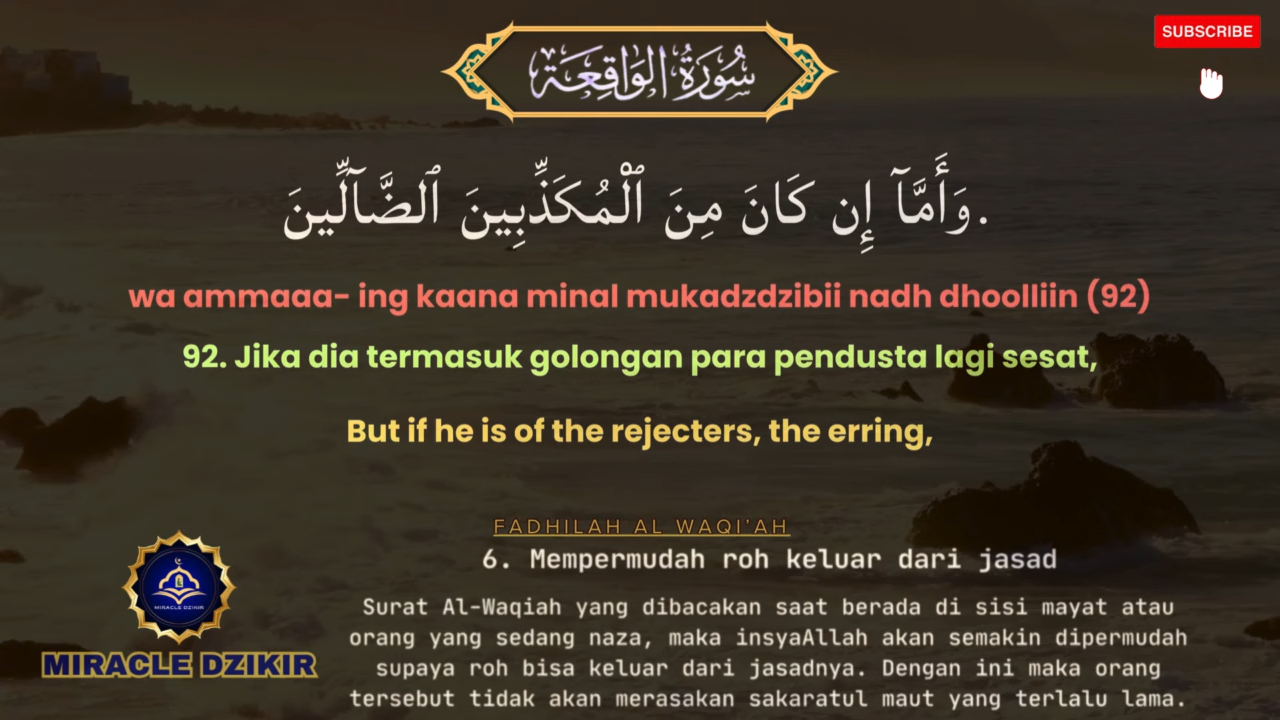 سُورَةُ الْوَاقِعَة
SUBSCRIBE
وَأَمَّآ إِن كَانَ مِنَ ٱلْمُكَذِّبِينَ ٱلضَّآلِّينَ.
wa ammaaa- ing kaana minal mukadzdzibii nadh dhoolliin (92)
92. Jika dia termasuk golongan para pendusta lagi sesat,
But if he is of the rejecters, the erring,
FADHILAH AL WAQI'AH
6. Mempermudah roh keluar dari jasad
Surat Al-Waqiah yang dibacakan saat berada di sisi mayat atau
orang yang sedang naza, maka insyaAllah akan semakin dipermudah
supaya roh bisa keluar dari jasadnya. Dengan ini maka orang
tersebut tidak akan merasakan sakaratul maut yang terlalu lama.
MIRACLE DZIKIR
MIRACLE DZIKIR